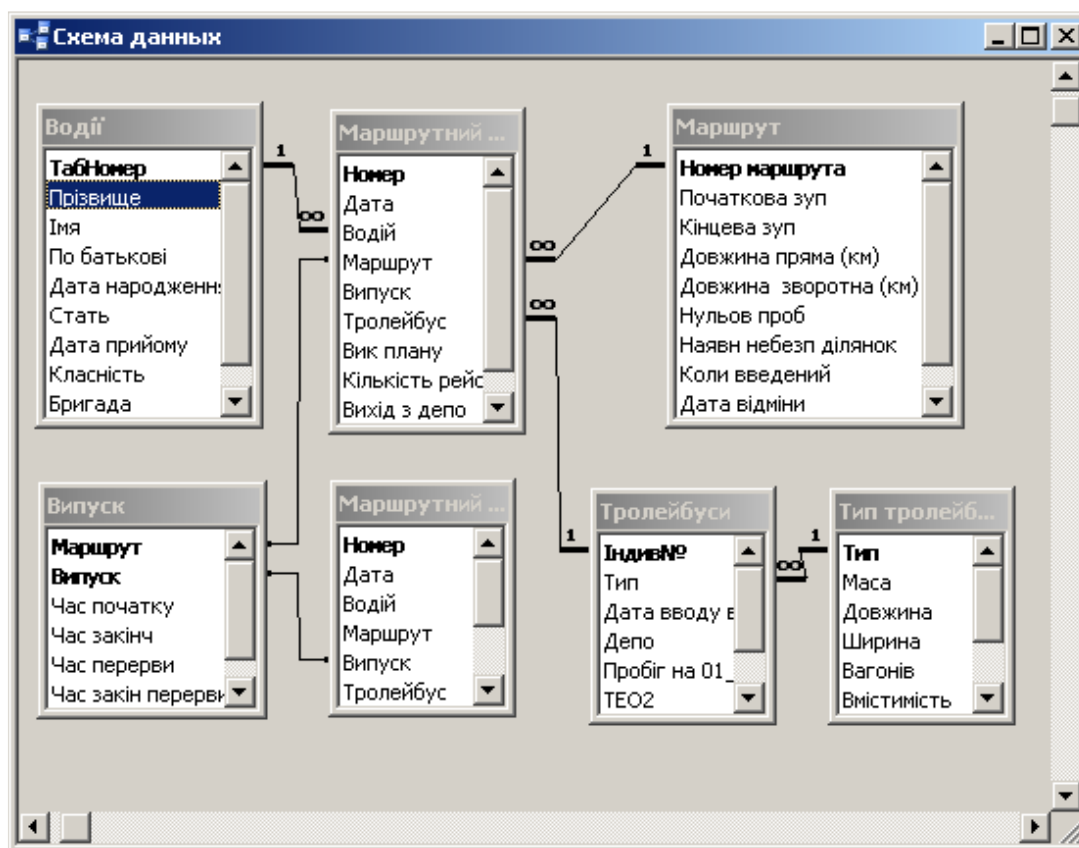 Схема данных
Водії
ТабНомер
Прізвище
Імя
По батькові
Дата народженн
Стать
Дата прийому
Класність
Бригада
Маршрутний ...
Номер
Дата
Водій
Маршрут
Випуск
Тролейбус
Вик плану
Кількість рейс
Вихід з депо
Маршрут
Номер маршрута
Початкова зуп
Кінцева зуп
Довжина пряма (км)
Довжина зворотна (км)
Нульов проб
Наявн небезп ділянок
Коли введений
Дата відміни
1
∞
1
∞
∞
Випуск
Маршрут
Випуск
Час початку
Час закінч
Час перерви
Час закін перерви
Маршрутний ...
Номер
Дата
Водій
Маршрут
Випуск
Тролейбус
1
Тролейбуси
Індив№
Тип
Дата вводу в
Депо
Пробіг на 01_
ТЕО2
∞
1
Тип тролейб...
Тип
Маса
Довжина
Ширина
Вагонів
Вмістимість